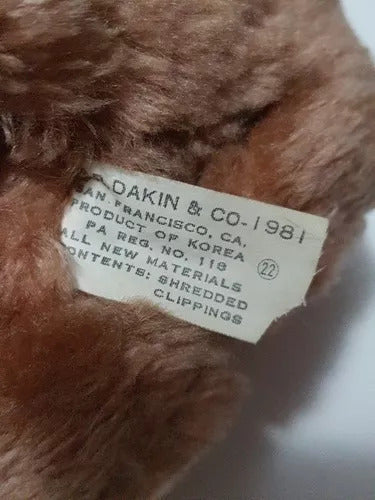 DAKIN & CO-1981
SAN FRANCISCO, CA.
PRODUCT OF KOREA
PA REG. NO. 118
ALL NEW MATERIALS
CONTENTS: SHREDDED
CLIPPINGS
22